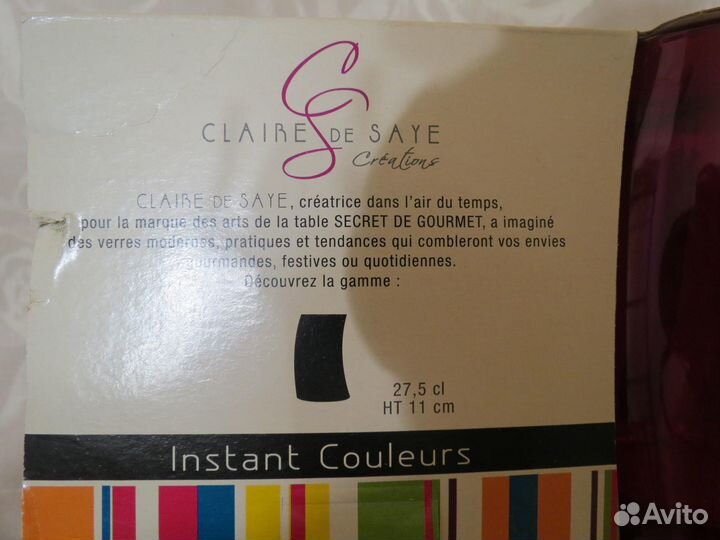 CLAIRE DE SAYE
Créations
CLAIRE DE SAYE, créatrice dans l'air du temps,
pour la marque des arts de la table SECRET DE GOURMET, a imaginé
des verres modernes, pratiques et tendances qui combleront vos envies
gourmandes, festives ou quotidiennes.
Découvrez la gamme :
27,5 cl
HT 11 cm
Instant Couleurs
Avito